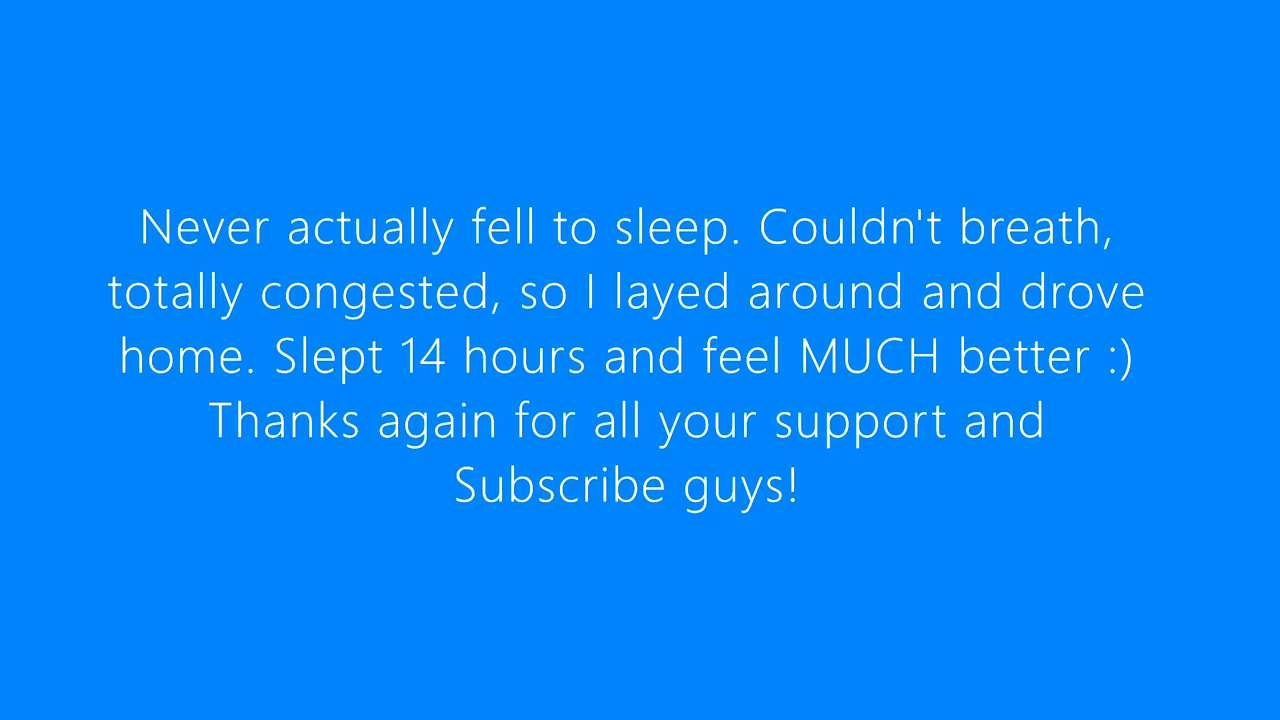 Never actually fell to sleep. Couldn't breath,
totally congested, so I layed around and drove
home. Slept 14 hours and feel MUCH better :)
Thanks again for all your support and
Subscribe guys!